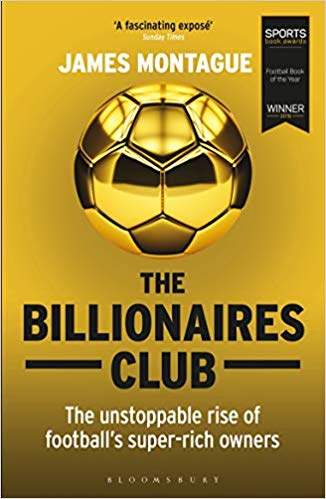 'A fascinating exposé'
Sunday Times
JAMES MONTAGUE
SPORTS
book awards
Football Book
of the Year
WINNER
2018
THE
BILLIONAIRES
CLUB
The unstoppable rise of
football's super-rich owners
BLOOMSBURY